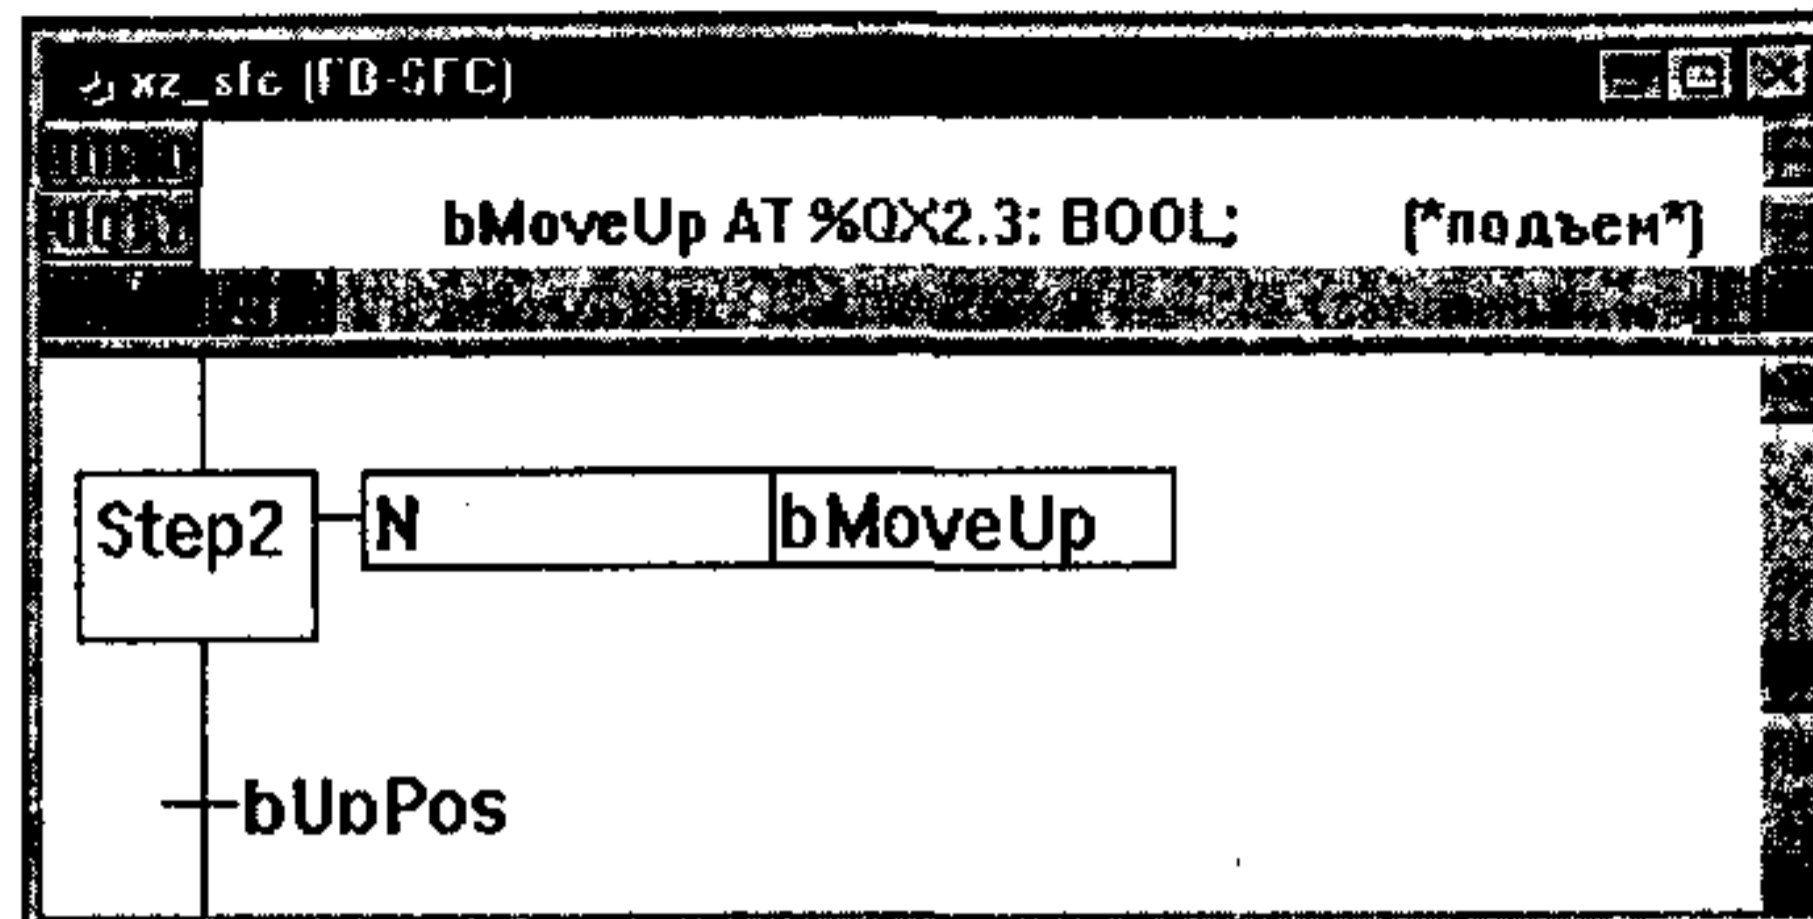 xz_sfc (FB-SFC)
bMoveUp AT %QX2.3: BOOL; (*подъем*)
Step2 N bMoveUp
bUpPos